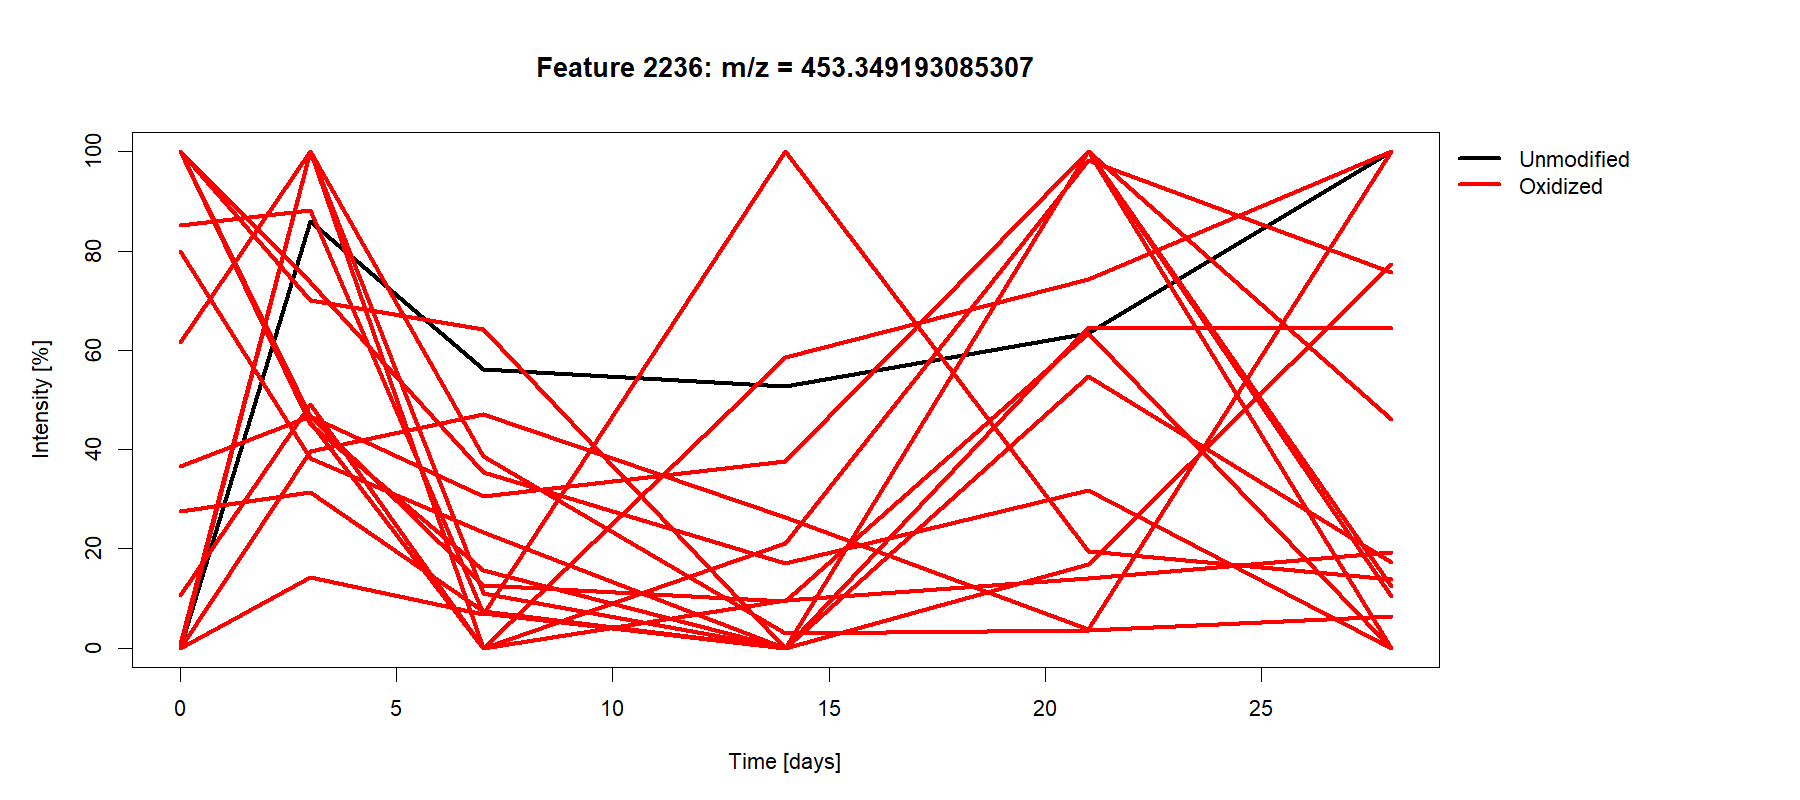 Feature 2236: m/z = 453.349193085307
Unmodified
Oxidized
Intensity [%]
100
80
60
40
20
0
0 5 10 15 20 25
Time [days]